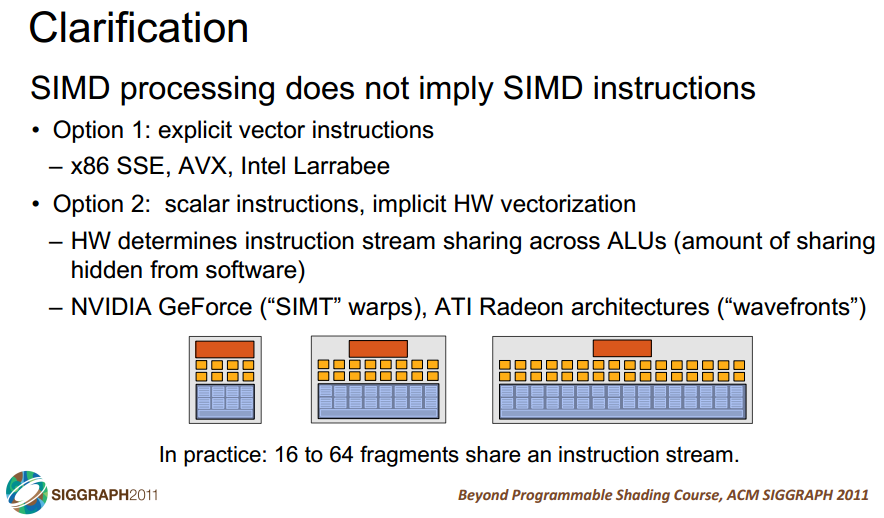 Clarification
SIMD processing does not imply SIMD instructions
• Option 1: explicit vector instructions
– x86 SSE, AVX, Intel Larrabee
• Option 2:  scalar instructions, implicit HW vectorization
– HW determines instruction stream sharing across ALUs (amount of sharing
hidden from software)
– NVIDIA GeForce (“SIMT” warps), ATI Radeon architectures (“wavefronts”)
In practice: 16 to 64 fragments share an instruction stream.
SIGGRAPH2011
Beyond Programmable Shading Course, ACM SIGGRAPH 2011